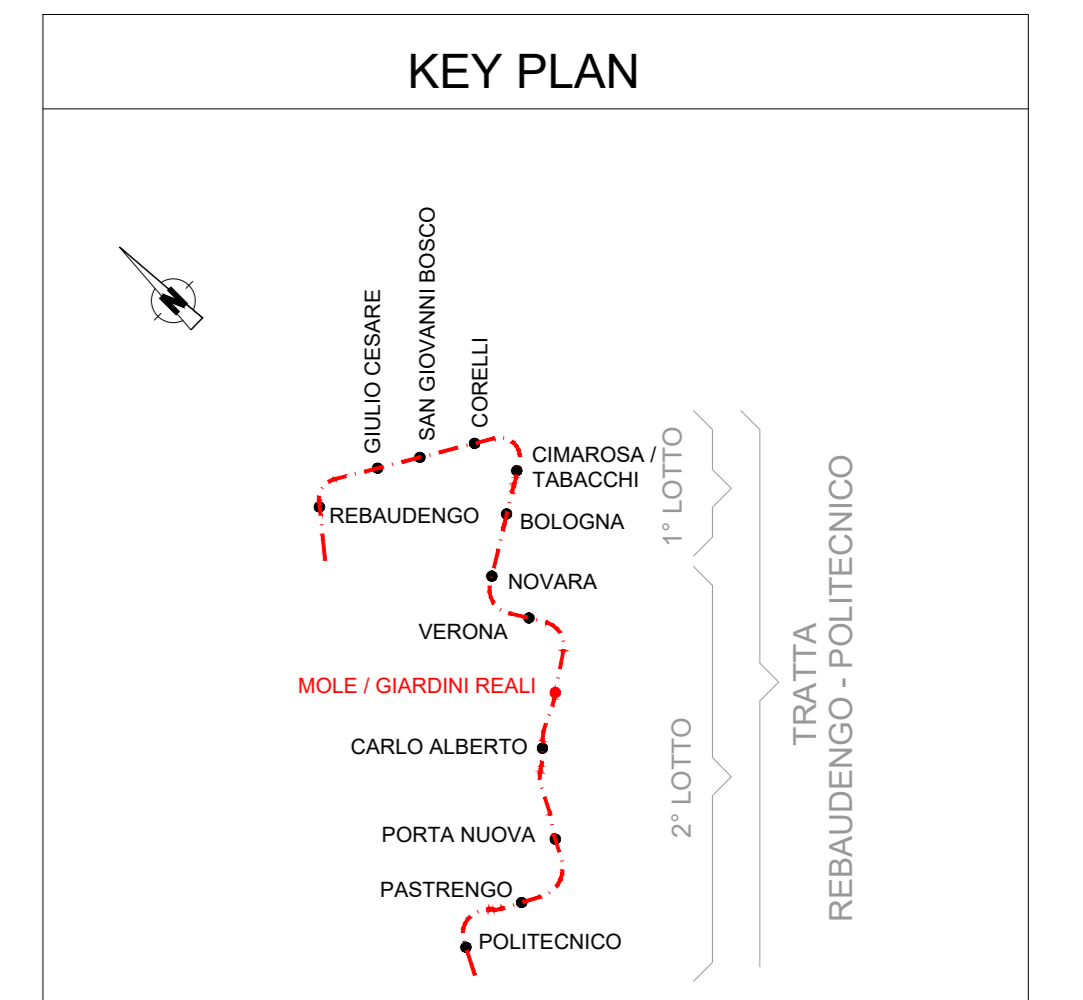 KEY PLAN
N
GIULIO CESARE
SAN GIOVANNI BOSCO
CORELLI
CIMAROSA /
TABACCHI
REBAUDENGO
BOLOGNA
NOVARA
VERONA
MOLE / GIARDINI REALI
CARLO ALBERTO
PORTA NUOVA
PASTRENGO
POLITECNICO
1° LOTTO
2° LOTTO
TRATTA
REBAUDENGO - POLITECNICO